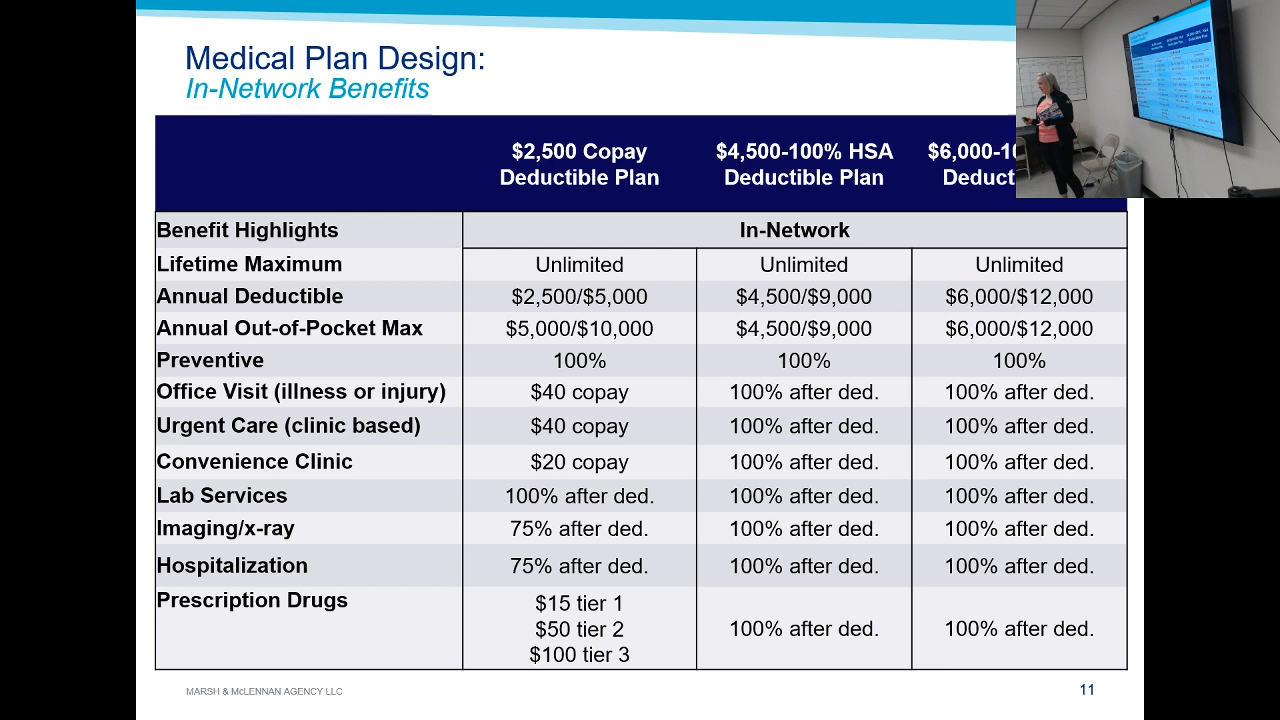 Medical Plan Design:
In-Network Benefits
$2,500 Copay Deductible Plan
$4,500-100% HSA Deductible Plan
$6,000-10
Benefit Highlights In-Network
Lifetime Maximum Unlimited Unlimited Unlimited
Annual Deductible $2,500/$5,000 $4,500/$9,000 $6,000/$12,000
Annual Out-of-Pocket Max $5,000/$10,000 $4,500/$9,000 $6,000/$12,000
Preventive 100% 100% 100%
Office Visit (illness or injury) $40 copay 100% after ded. 100% after ded.
Urgent Care (clinic based) $40 copay 100% after ded. 100% after ded.
Convenience Clinic $20 copay 100% after ded. 100% after ded.
Lab Services 100% after ded. 100% after ded. 100% after ded.
Imaging/x-ray 75% after ded. 100% after ded. 100% after ded.
Hospitalization 75% after ded. 100% after ded. 100% after ded.
Prescription Drugs $15 tier 1
$50 tier 2 100% after ded. 100% after ded.
$100 tier 3
MARSH & McLENNAN AGENCY LLC 11